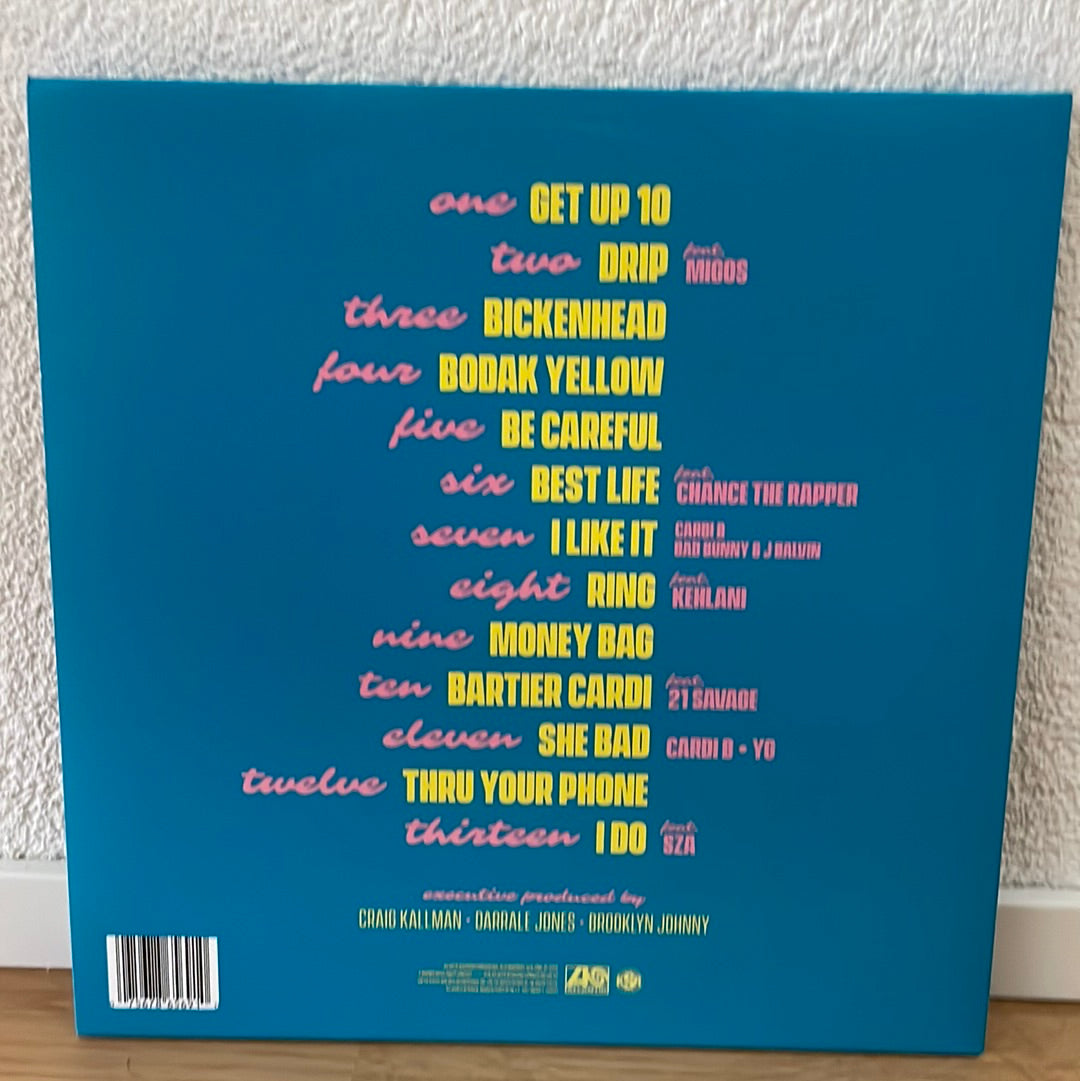 one GET UP 10
two DRIP feat. MIGOS
three BICKENHEAD
four BODAK YELLOW
five BE CAREFUL
six BEST LIFE feat. CHANCE THE RAPPER
seven I LIKE IT CARDI B
BAD BUNNY & J BALVIN
eight RING feat. KEHLANI
nine MONEY BAG
ten BARTIER CARDI feat. 21 SAVAGE
eleven SHE BAD CARDI B • YG
twelve THRU YOUR PHONE
thirteen I DO feat. SZA
executive produced by
CRAIG KALLMAN • DARRALE JONES • BROOKLYN JOHNNY